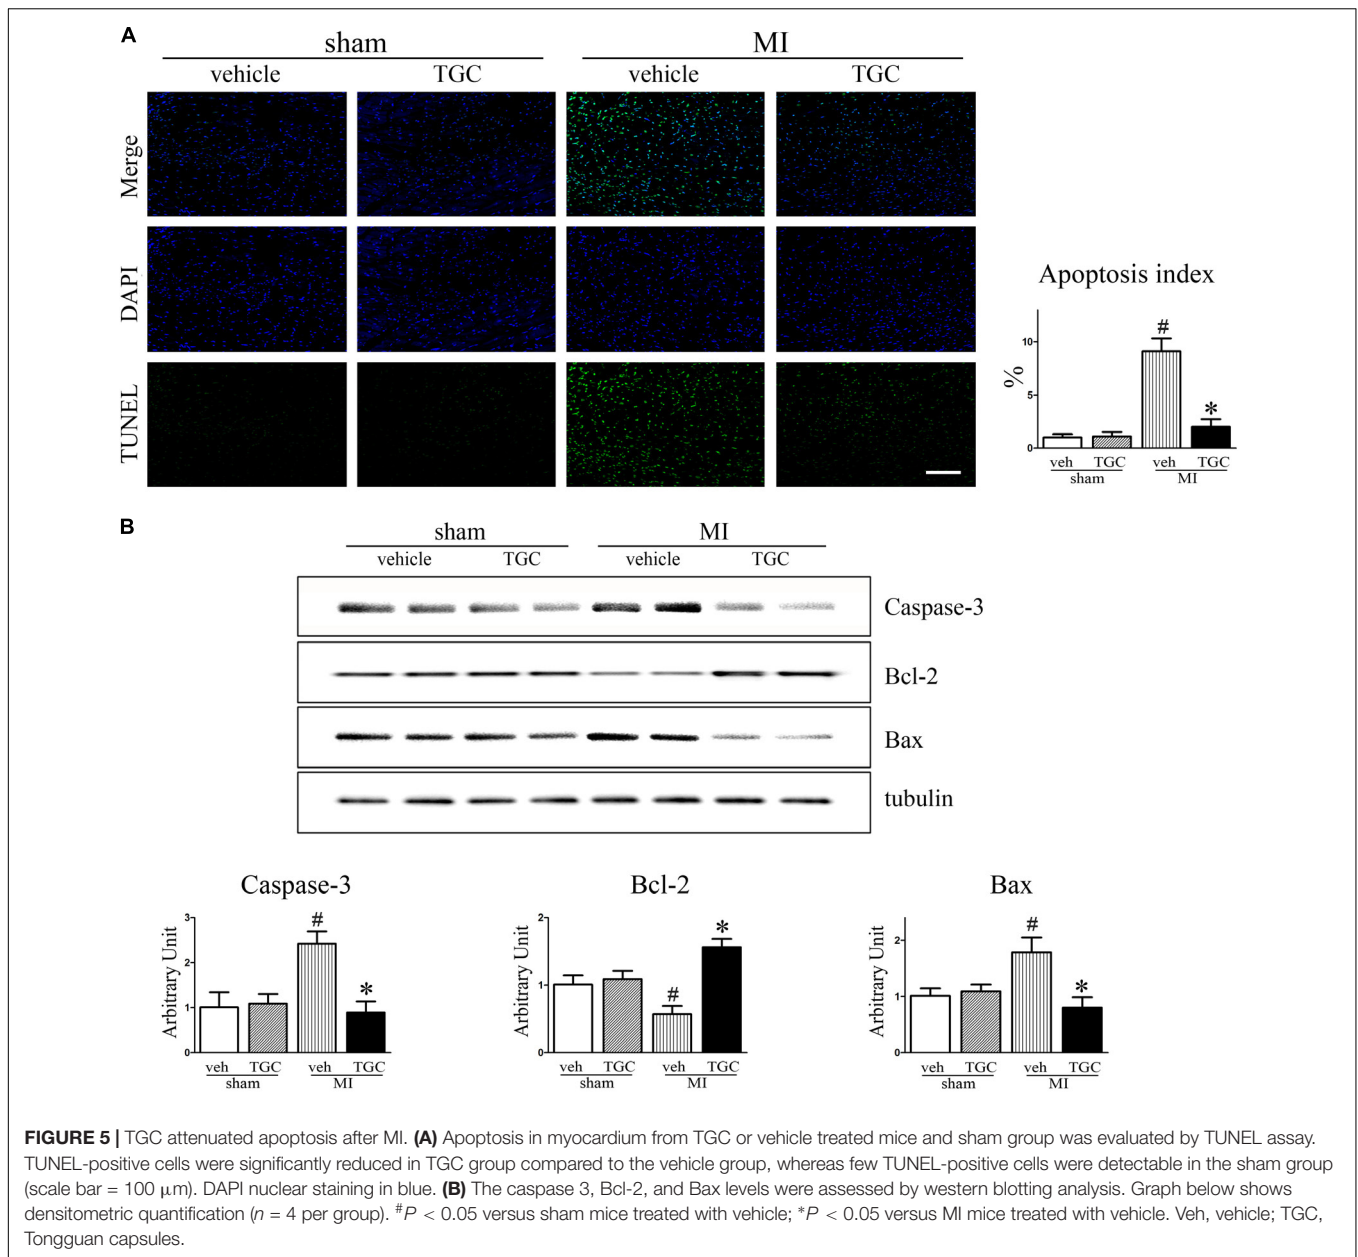 A
sham
MI
vehicle
TGC
vehicle
TGC
Merge
DAPI
TUNEL
Apoptosis index
%
10
5
0
#
*
veh
TGC
veh
TGC
sham
MI
B
sham
MI
vehicle
TGC
vehicle
TGC
Caspase-3
Bcl-2
Bax
tubulin
Caspase-3
Arbitrary Unit
3
2
1
0
#
*
veh
TGC
veh
TGC
sham
MI
Bcl-2
Arbitrary Unit
2
1
0
#
*
veh
TGC
veh
TGC
sham
MI
Bax
Arbitrary Unit
2
1
0
#
*
veh
TGC
veh
TGC
sham
MI
FIGURE 5 | TGC attenuated apoptosis after MI. (A) Apoptosis in myocardium from TGC or vehicle treated mice and sham group was evaluated by TUNEL assay.
TUNEL-positive cells were significantly reduced in TGC group compared to the vehicle group, whereas few TUNEL-positive cells were detectable in the sham group
(scale bar = 100 μm). DAPI nuclear staining in blue. (B) The caspase 3, Bcl-2, and Bax levels were assessed by western blotting analysis. Graph below shows
densitometric quantification (n = 4 per group). #P < 0.05 versus sham mice treated with vehicle; *P < 0.05 versus MI mice treated with vehicle. Veh, vehicle; TGC,
Tongguan capsules.